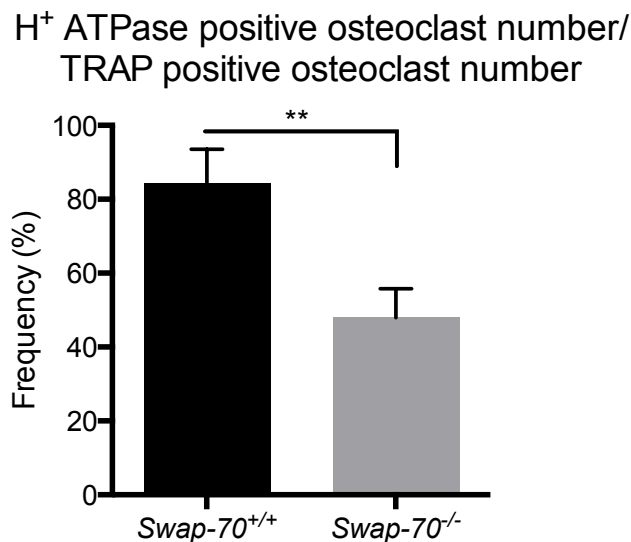 H⁺ ATPase positive osteoclast number/
TRAP positive osteoclast number
**
100
80
60
40
20
0
Frequency (%)
Swap-70⁺/⁺
Swap-70⁻/⁻